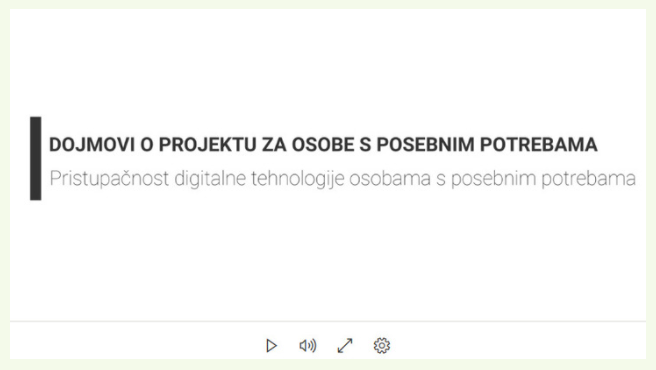 DOJMOVI O PROJEKTU ZA OSOBE S POSEBNIM POTREBAMA
Pristupačnost digitalne tehnologije osobama s posebnim potrebama